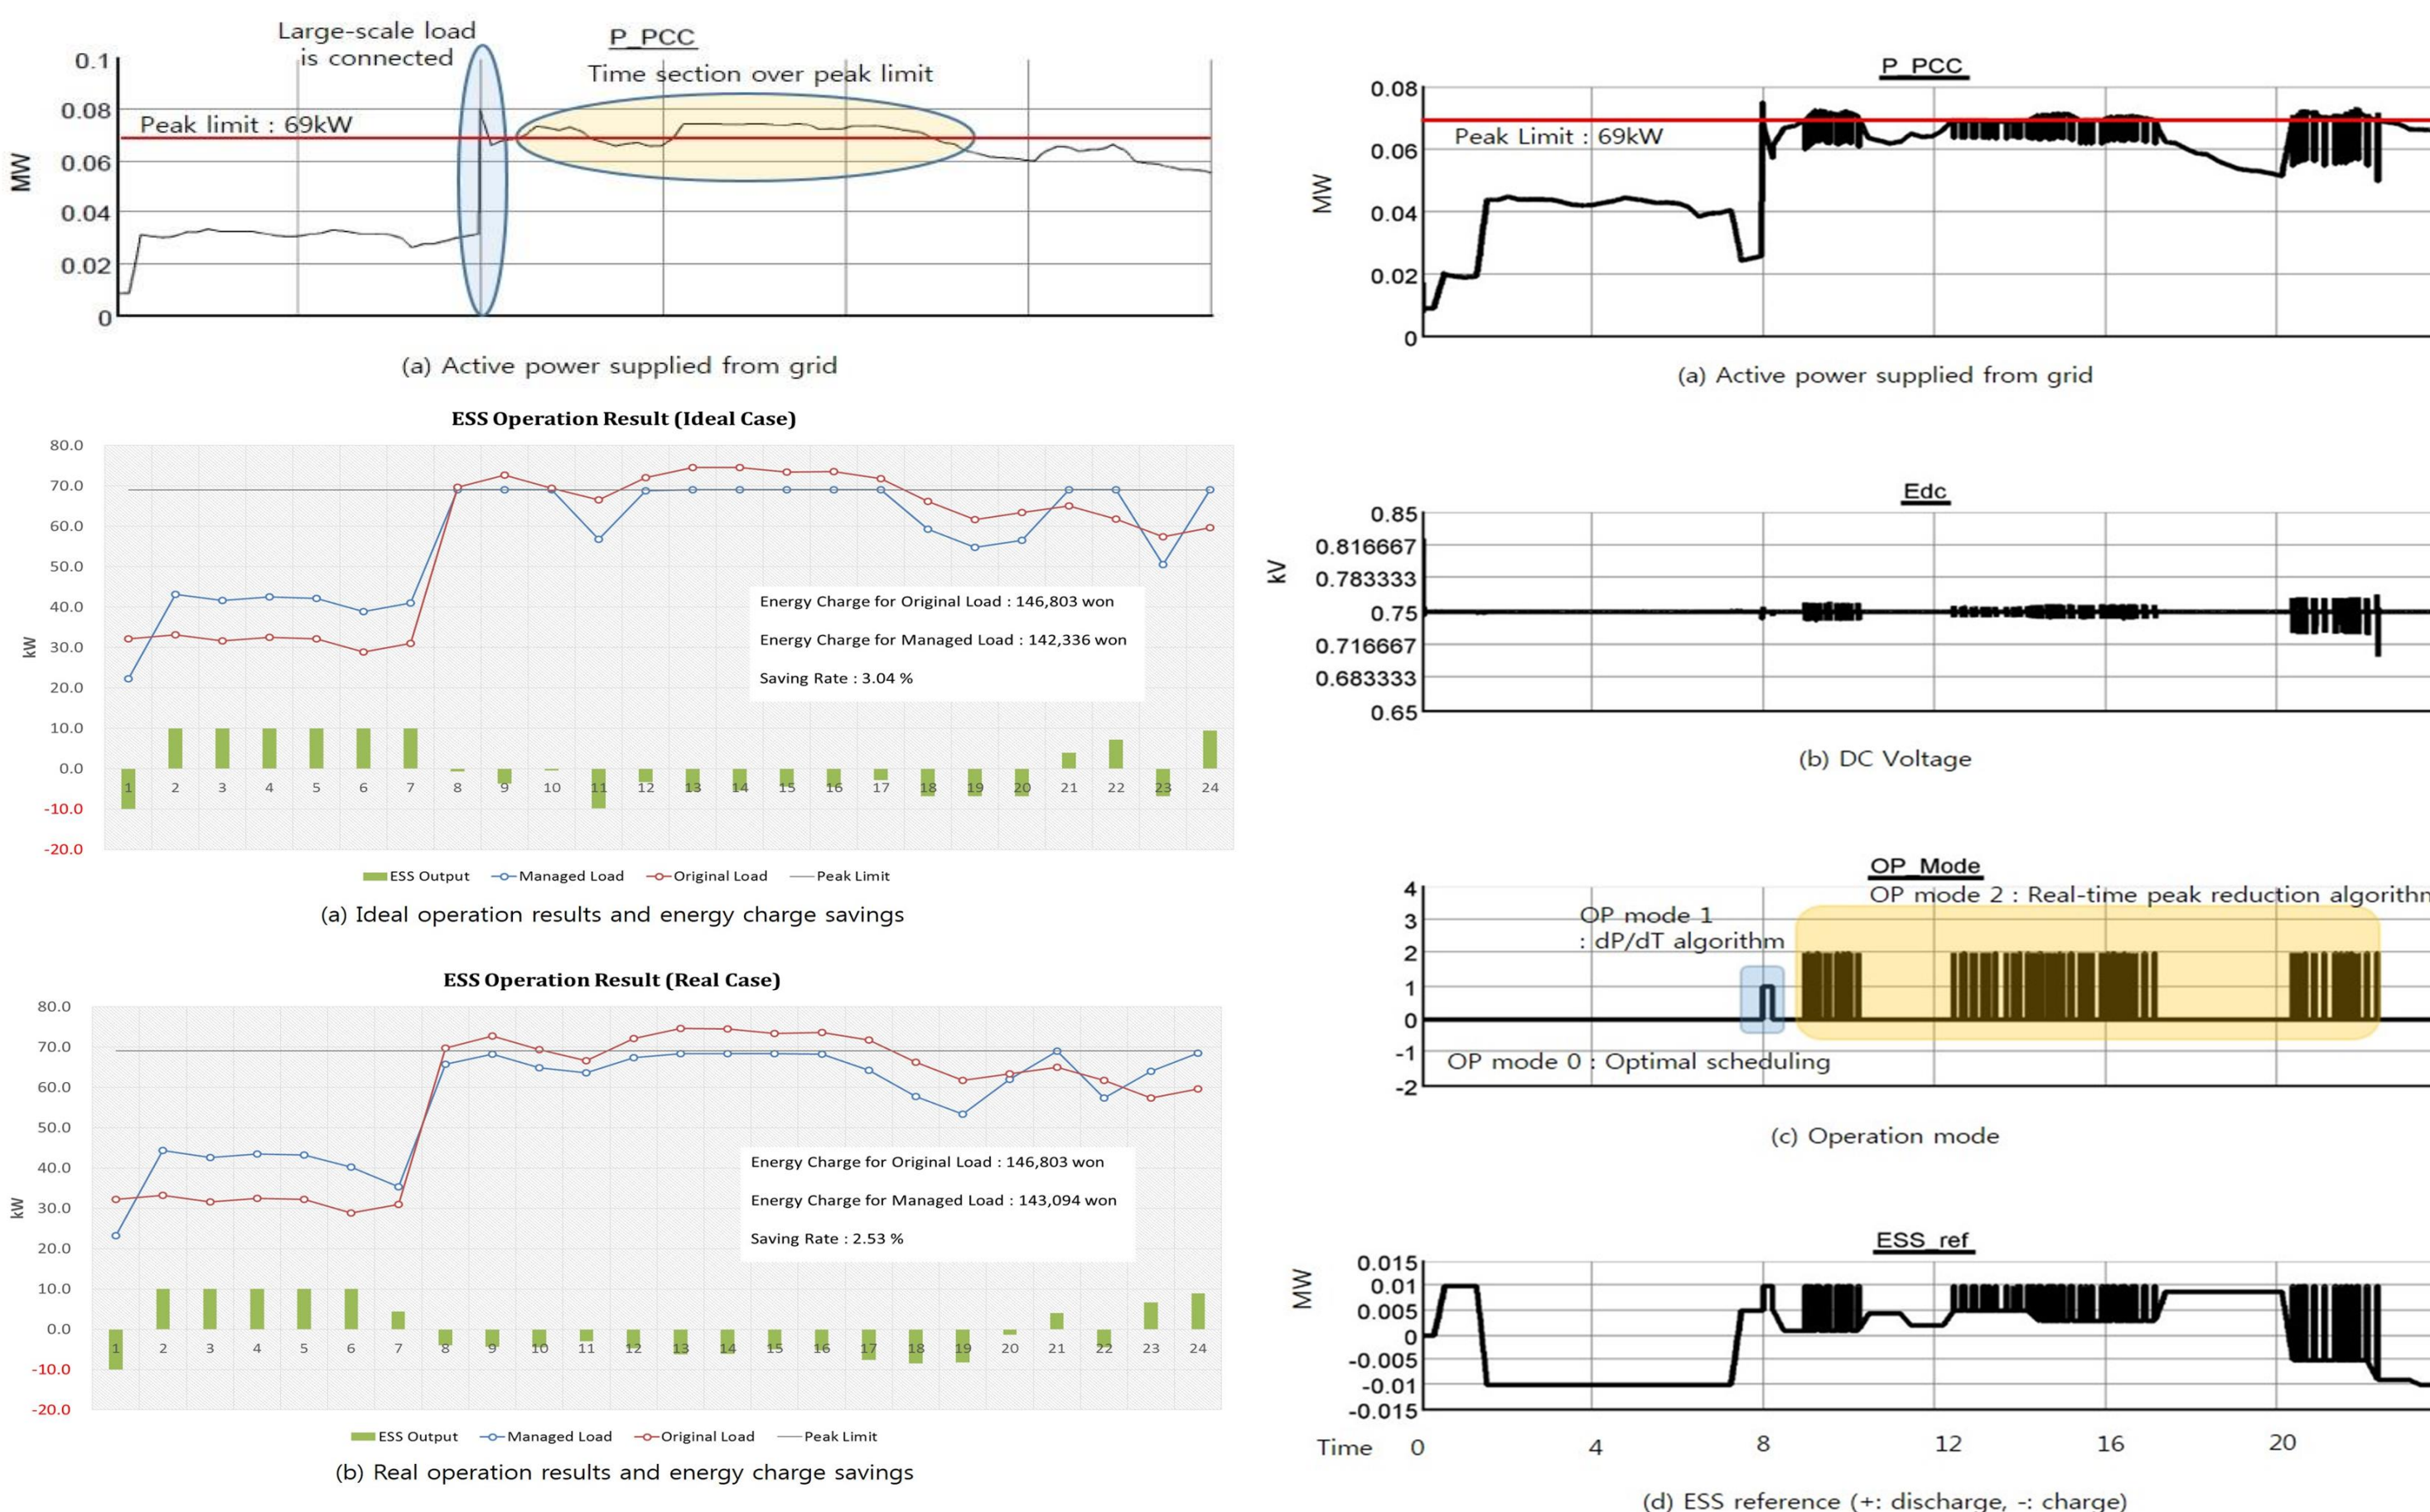 Large-scale load
is connected
P_PCC
Time section over peak limit
Peak limit : 69kW
0.1
0.08
0.06
0.04
0.02
0
MW
(a) Active power supplied from grid
ESS Operation Result (Ideal Case)
80.0
70.0
60.0
50.0
40.0
30.0
20.0
10.0
0.0
-10.0
-20.0
kW
Energy Charge for Original Load : 146,803 won
Energy Charge for Managed Load : 142,336 won
Saving Rate : 3.04 %
1 2 3 4 5 6 7 8 9 10 11 12 13 14 15 16 17 18 19 20 21 22 23 24
ESS Output Managed Load Original Load Peak Limit
(a) Ideal operation results and energy charge savings
ESS Operation Result (Real Case)
80.0
70.0
60.0
50.0
40.0
30.0
20.0
10.0
0.0
-10.0
-20.0
kW
Energy Charge for Original Load : 146,803 won
Energy Charge for Managed Load : 143,094 won
Saving Rate : 2.53 %
1 2 3 4 5 6 7 8 9 10 11 12 13 14 15 16 17 18 19 20 21 22 23 24
ESS Output Managed Load Original Load Peak Limit
(b) Real operation results and energy charge savings
P_PCC
0.08
0.06
0.04
0.02
0
MW
Peak Limit : 69kW
(a) Active power supplied from grid
Edc
0.85
0.816667
0.783333
0.75
0.716667
0.683333
0.65
kV
(b) DC Voltage
OP_Mode
OP mode 2 : Real-time peak reduction algorithm
OP mode 1
: dP/dT algorithm
4
3
2
1
0
-1
-2
OP mode 0 : Optimal scheduling
(c) Operation mode
ESS_ref
0.015
0.01
0.005
0
-0.005
-0.01
-0.015
MW
Time 0 4 8 12 16 20
(d) ESS reference (+: discharge, -: charge)